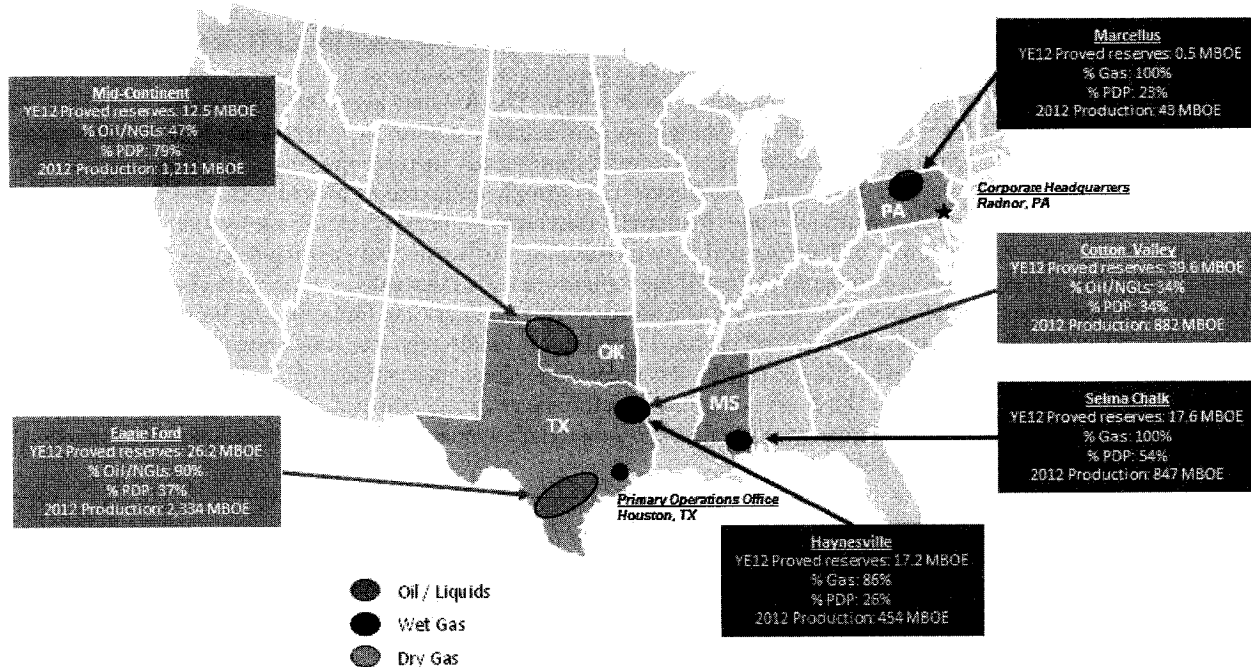 Marcellus
YE12 Proved reserves: 0.5 MBOE
% Gas: 100%
% PDP: 23%
2012 Production: 43 MBOE
Mid-Continent
YE12 Proved reserves: 12.5 MBOE
% Oil/NGLs: 47%
% PDP: 79%
2012 Production: 1,211 MBOE
PA
Corporate Headquarters
Radnor, PA
Cotton Valley
YE12 Proved reserves: 39.6 MBOE
% Oil/NGLs: 34%
% PDP: 34%
2012 Production: 882 MBOE
OK
MS
TX
Selma Chalk
YE12 Proved reserves: 17.6 MBOE
% Gas: 100%
% PDP: 54%
2012 Production: 847 MBOE
Eagle Ford
YE12 Proved reserves: 26.2 MBOE
% Oil/NGLs: 90%
% PDP: 37%
2012 Production: 2,334 MBOE
Primary Operations Office
Houston, TX
Haynesville
YE12 Proved reserves: 17.2 MBOE
% Gas: 86%
% PDP: 26%
2012 Production: 454 MBOE
Oil / Liquids
Wet Gas
Dry Gas